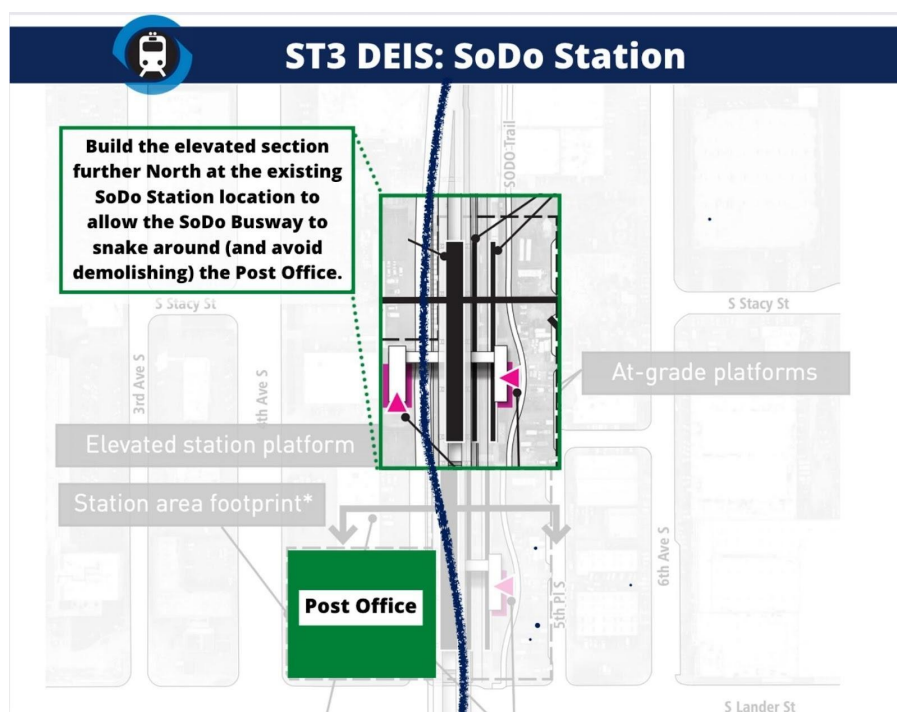 ST3 DEIS: SoDo Station
Build the elevated section
further North at the existing
SoDo Station location to
allow the SoDo Busway to
snake around (and avoid
demolishing) the Post Office.
SODO Trail
S Stacy St
S Stacy St
3rd Ave S
At-grade platforms
Elevated station platform
Station area footprint*
6th Ave S
5th Pl S
Post Office
S Lander St